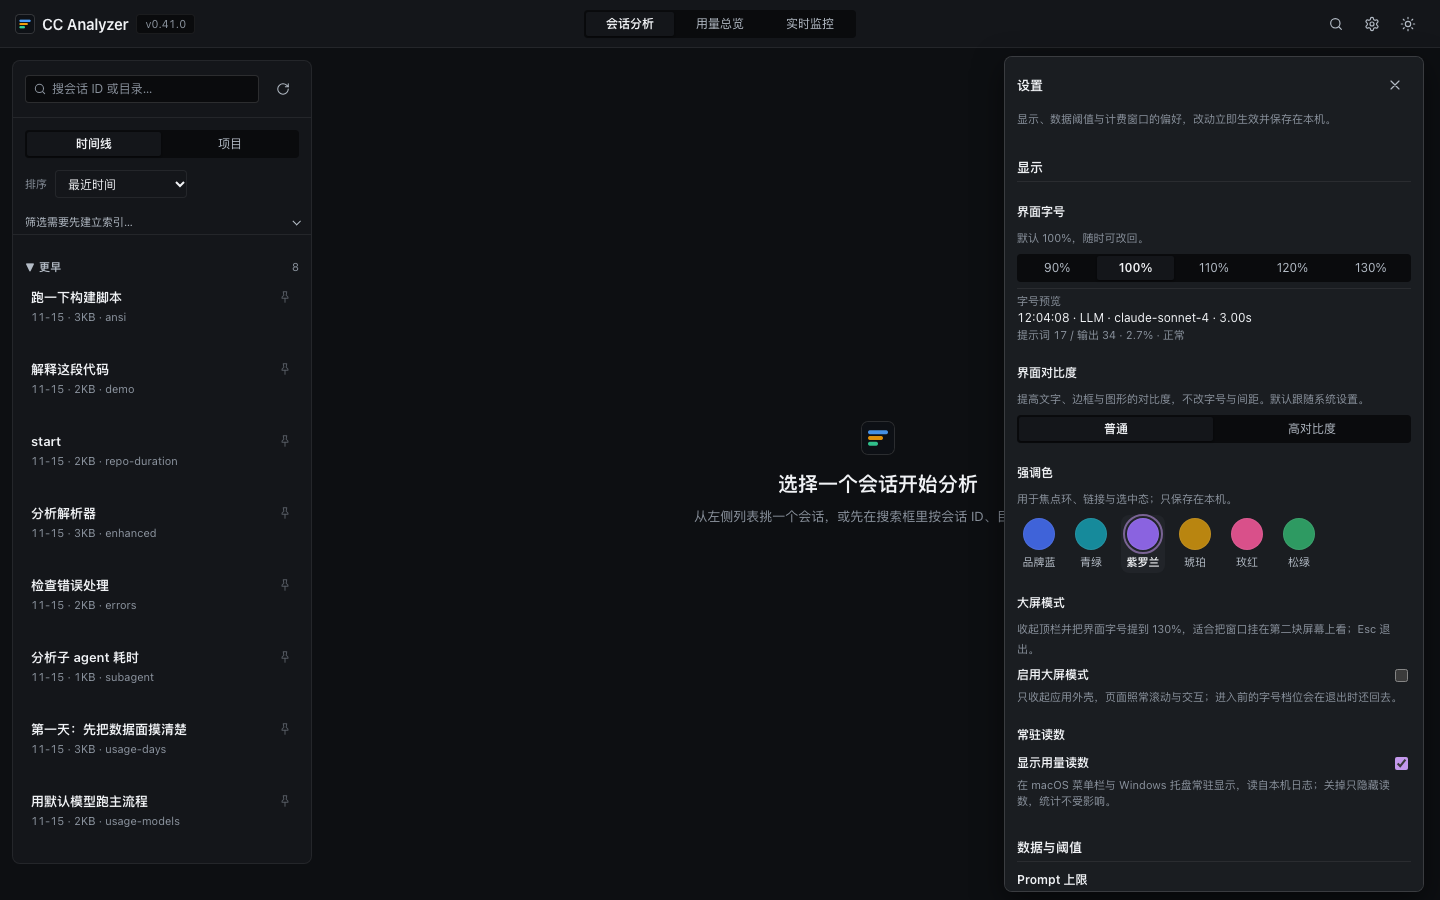 CC Analyzer v0.41.0
会话分析 用量总览 实时监控
搜会话 ID 或目录...
时间线 项目
排序 最近时间
筛选需要先建立索引...
▼ 更早 8
跑一下构建脚本
11-15 · 3KB · ansi
解释这段代码
11-15 · 2KB · demo
start
11-15 · 2KB · repo-duration
分析解析器
11-15 · 3KB · enhanced
检查错误处理
11-15 · 2KB · errors
分析子 agent 耗时
11-15 · 1KB · subagent
第一天：先把数据面摸清楚
11-15 · 3KB · usage-days
用默认模型跑主流程
11-15 · 2KB · usage-models
选择一个会话开始分析
从左侧列表挑一个会话，或先在搜索框里按会话 ID、
设置
显示、数据阈值与计费窗口的偏好，改动立即生效并保存在本机。
显示
界面字号
默认 100%，随时可改回。
90% 100% 110% 120% 130%
字号预览
12:04:08 · LLM · claude-sonnet-4 · 3.00s
提示词 17 / 输出 34 · 2.7% · 正常
界面对比度
提高文字、边框与图形的对比度，不改字号与间距。默认跟随系统设置。
普通 高对比度
强调色
用于焦点环、链接与选中态；只保存在本机。
品牌蓝 青绿 紫罗兰 琥珀 玫红 松绿
大屏模式
收起顶栏并把界面字号提到 130%，适合把窗口挂在第二块屏幕上看；Esc 退
出。
启用大屏模式
只收起应用外壳，页面照常滚动与交互；进入前的字号档位会在退出时还回去。
常驻读数
显示用量读数
在 macOS 菜单栏与 Windows 托盘常驻显示，读自本机日志；关掉只隐藏读
数，统计不受影响。
数据与阈值
Prompt 上限